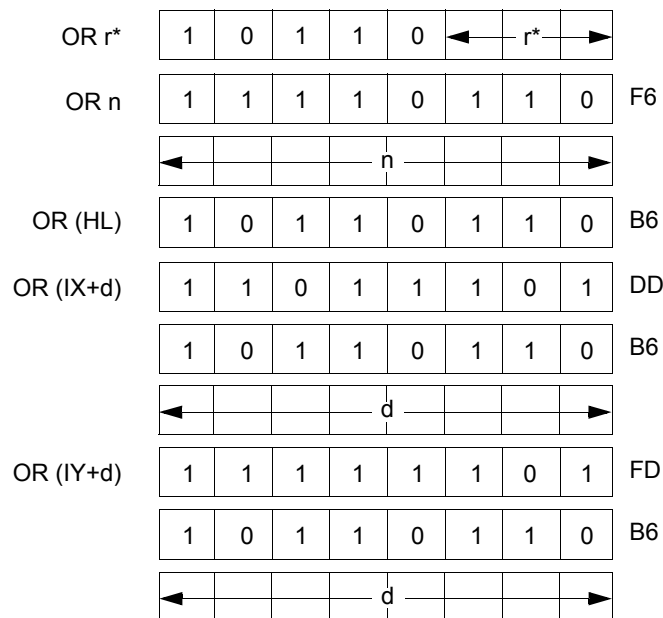 OR r* 1 0 1 1 0 r*
OR n 1 1 1 1 0 1 1 0 F6
n
OR (HL) 1 0 1 1 0 1 1 0 B6
OR (IX+d) 1 1 0 1 1 1 0 1 DD
1 0 1 1 0 1 1 0 B6
d
OR (IY+d) 1 1 1 1 1 1 0 1 FD
1 0 1 1 0 1 1 0 B6
d